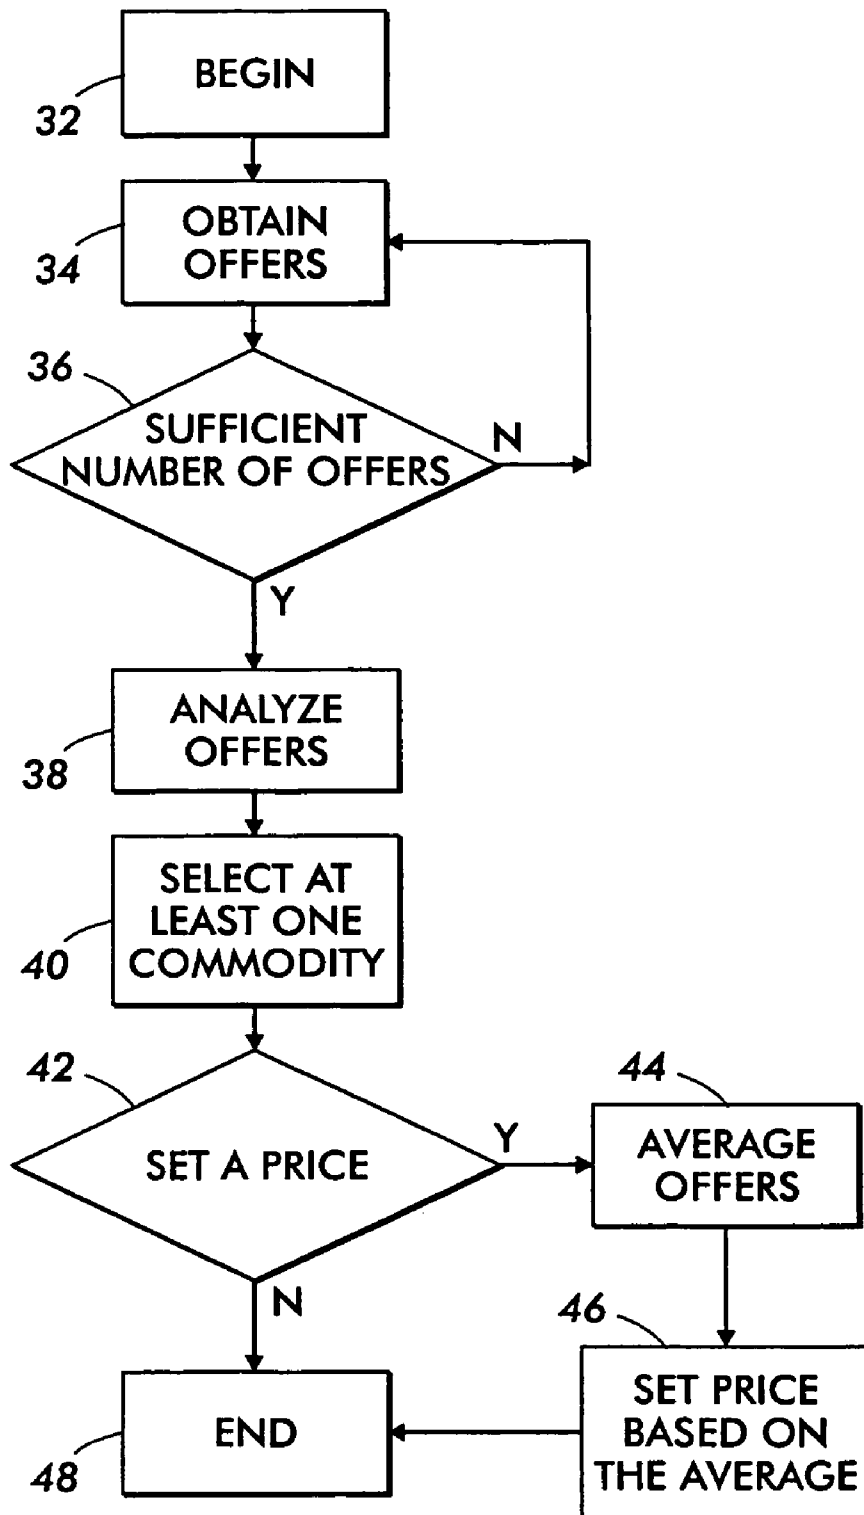 BEGIN
32
OBTAIN
OFFERS
34
36
SUFFICIENT
NUMBER OF OFFERS
N
Y
ANALYZE
OFFERS
38
SELECT AT
LEAST ONE
COMMODITY
40
42
SET A PRICE
Y
N
44
AVERAGE
OFFERS
46
SET PRICE
BASED ON
THE AVERAGE
END
48